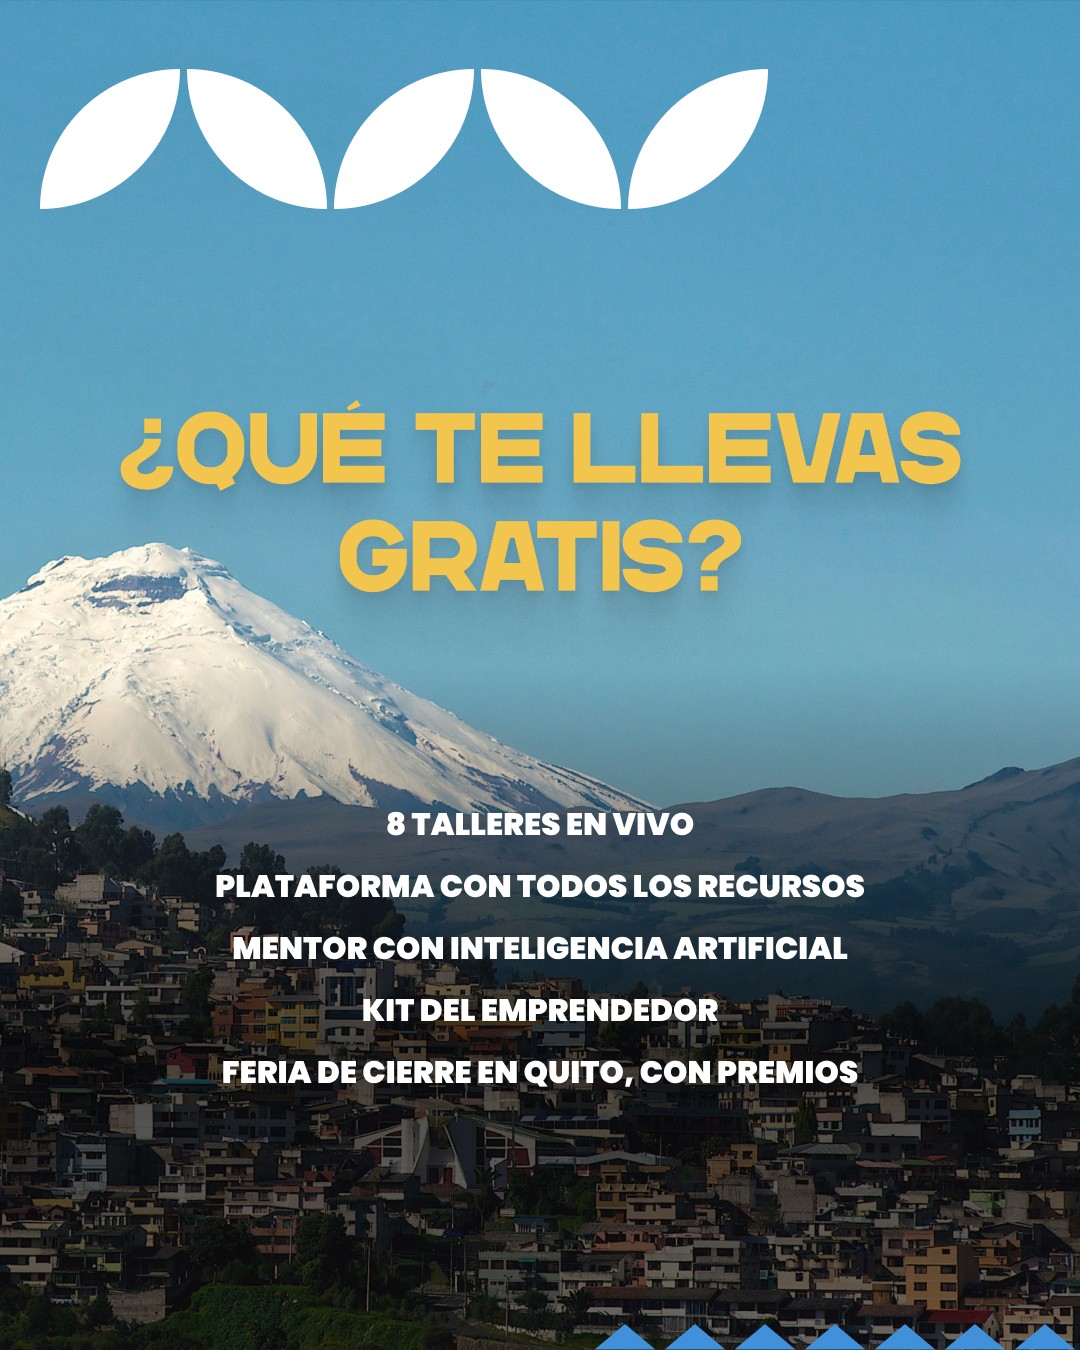 ¿QUÉ TE LLEVAS
GRATIS?
8 TALLERES EN VIVO
PLATAFORMA CON TODOS LOS RECURSOS
MENTOR CON INTELIGENCIA ARTIFICIAL
KIT DEL EMPRENDEDOR
FERIA DE CIERRE EN QUITO, CON PREMIOS